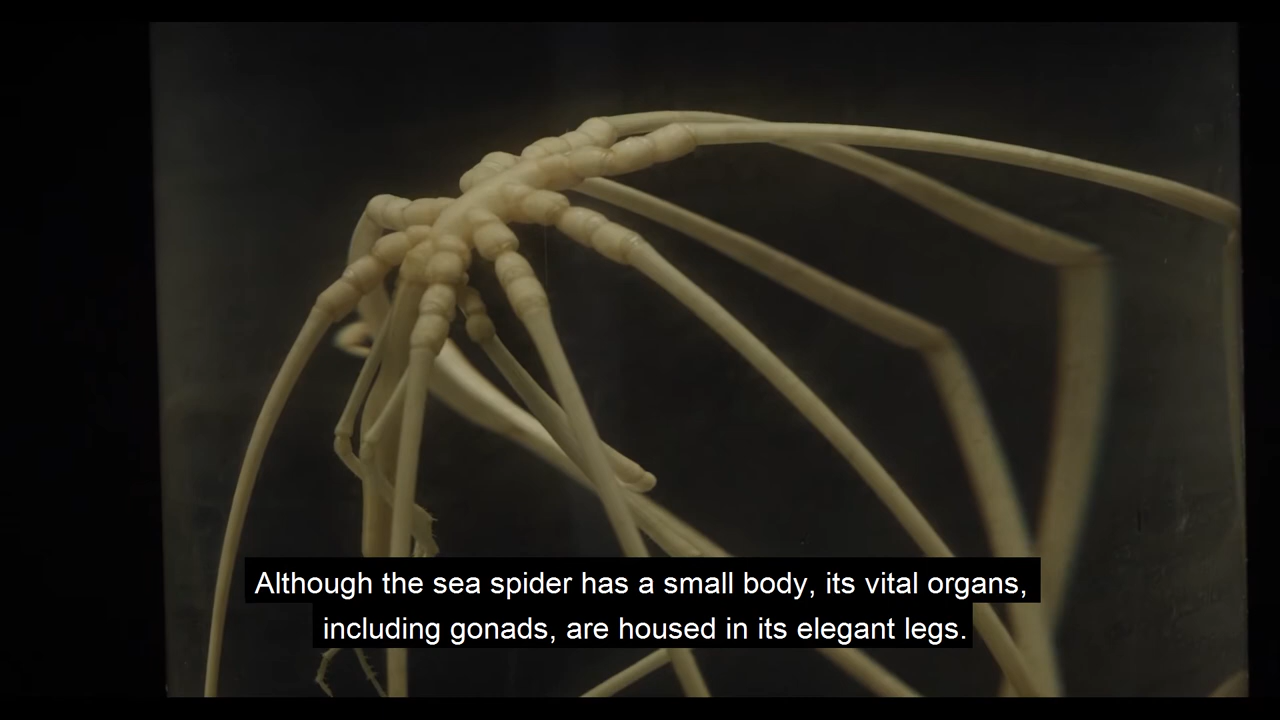 Although the sea spider has a small body, its vital organs,
including gonads, are housed in its elegant legs.